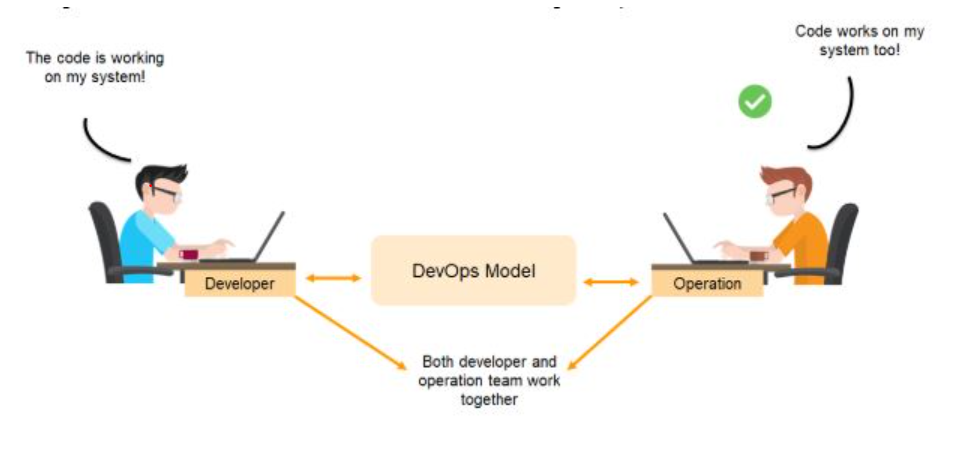 The code is working
on my system!
Code works on my
system too!
DevOps Model
Developer
Operation
Both developer and
operation team work
together